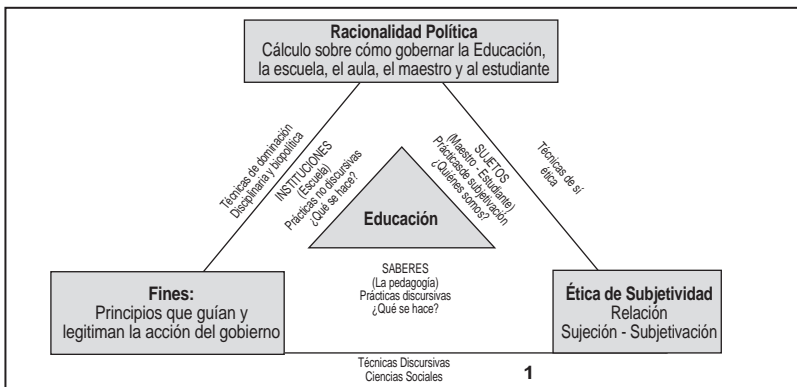 Racionalidad Política
Cálculo sobre cómo gobernar la Educación,
la escuela, el aula, el maestro y al estudiante
Técnicas de dominación
Disciplinaria y biopolítica
INSTITUCIONES
(Escuela)
Prácticas no discursivas
¿Qué se hace?
SUJETOS
(Maestro - Estudiante)
Prácticasde subjetivación
¿Quiénes somos?
Técnicas de sí
ética
Educación
SABERES
(La pedagogía)
Prácticas discursivas
¿Qué se hace?
Fines:
Principios que guían y
legitiman la acción del gobierno
Ética de Subjetividad
Relación
Sujeción - Subjetivación
Técnicas Discursivas
Ciencias Sociales
1